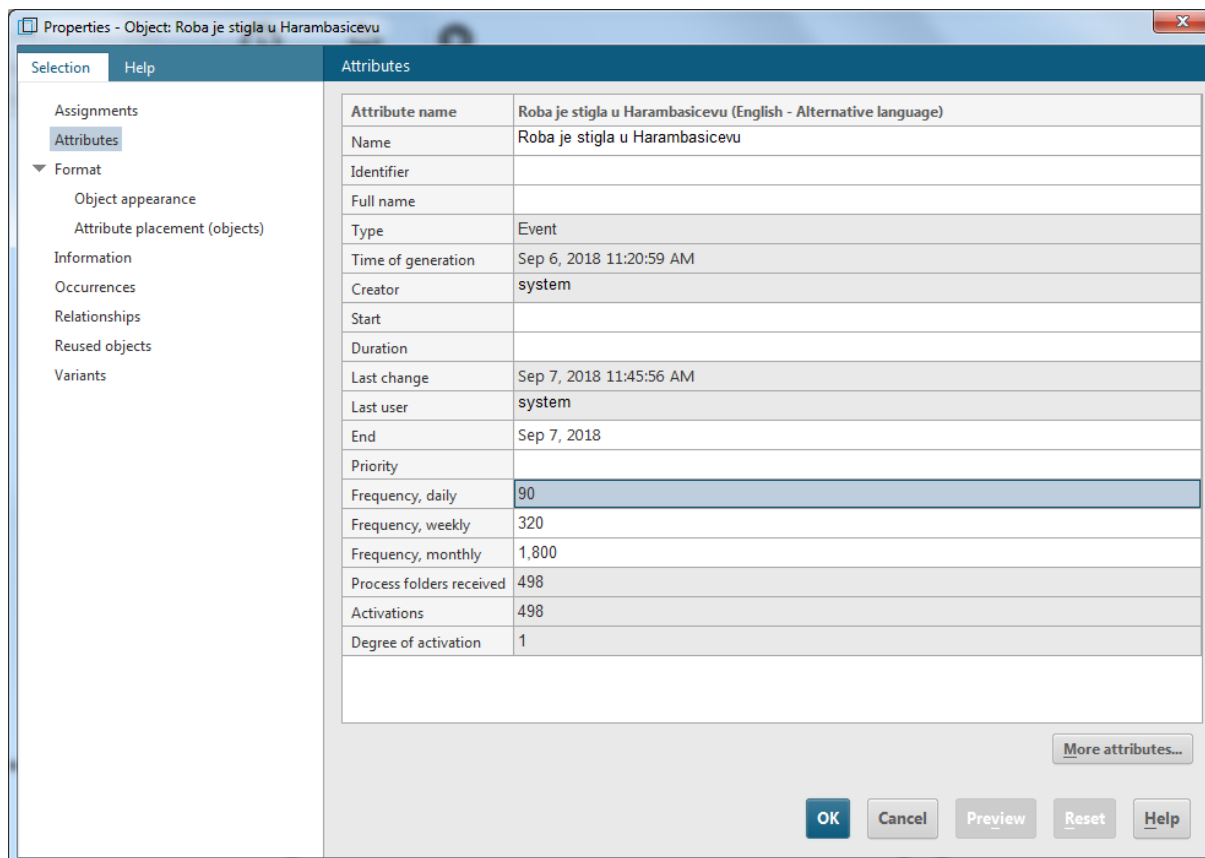 Properties - Object: Roba je stigla u Harambasicevu
x
Selection Help
Attributes
Assignments
Attributes
Format
Object appearance
Attribute placement (objects)
Information
Occurrences
Relationships
Reused objects
Variants
Attribute name Roba je stigla u Harambasicevu (English - Alternative language)
Name Roba je stigla u Harambasicevu
Identifier
Full name
Type Event
Time of generation Sep 6, 2018 11:20:59 AM
Creator system
Start
Duration
Last change Sep 7, 2018 11:45:56 AM
Last user system
End Sep 7, 2018
Priority
Frequency, daily 90
Frequency, weekly 320
Frequency, monthly 1,800
Process folders received 498
Activations 498
Degree of activation 1
More attributes...
OK Cancel Preview Reset Help